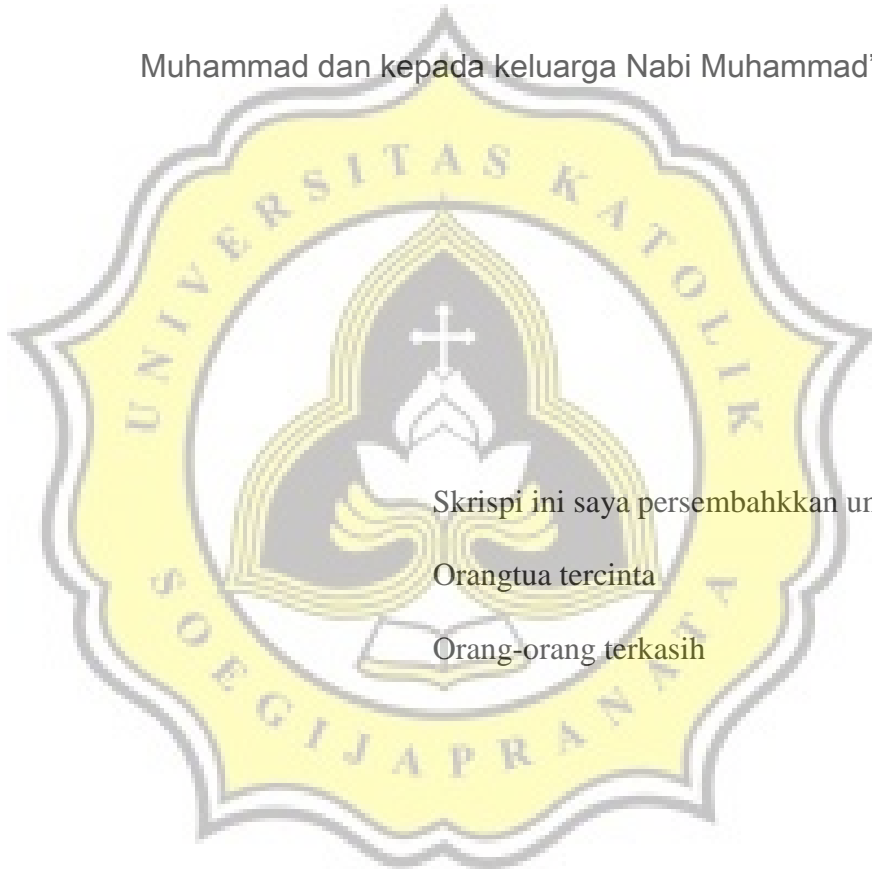 Muhammad dan kepada keluarga Nabi Muhammad”
UNIVERSITAS KATOLIK
Skrispi ini saya persembahkkan un
Orangtua tercinta
Orang-orang terkasih
SOEGIJAPRANATA